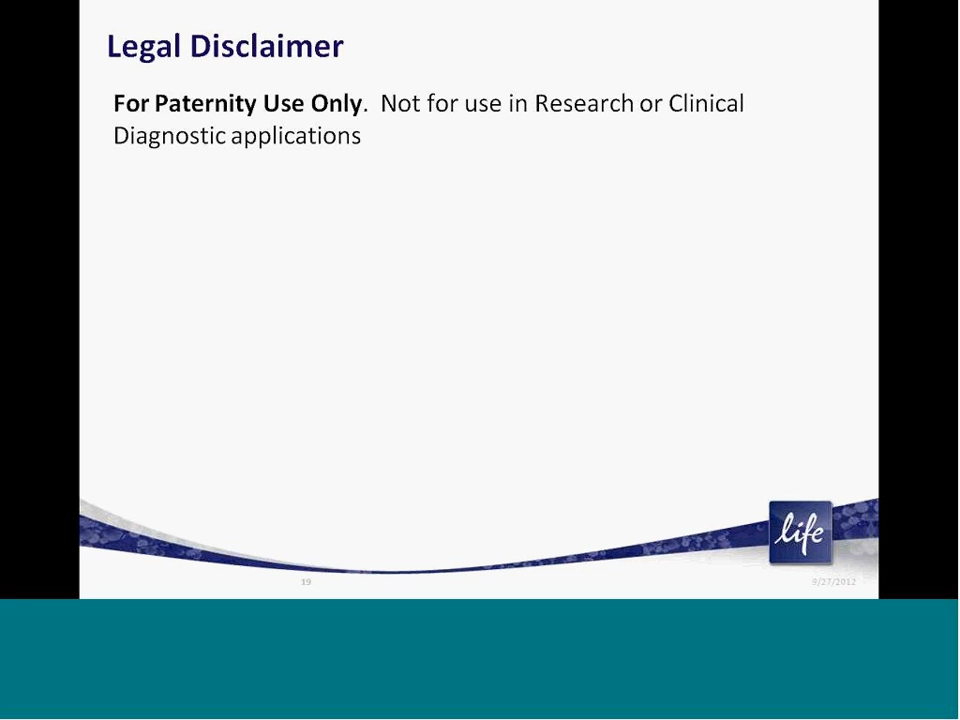 Legal Disclaimer
For Paternity Use Only.  Not for use in Research or Clinical
Diagnostic applications
life
19
9/27/2012